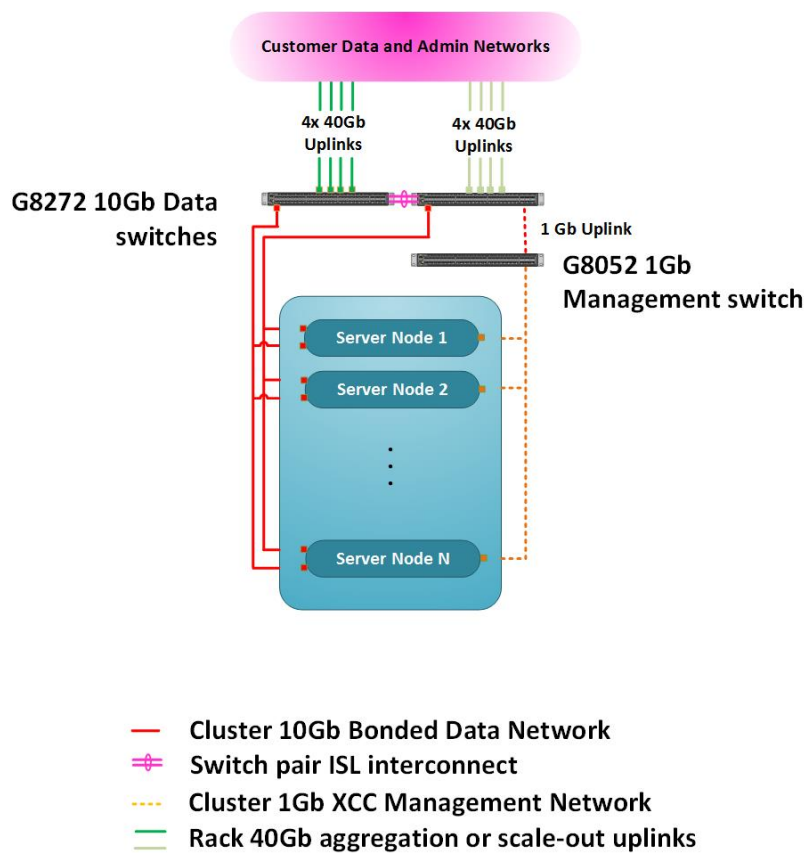 Customer Data and Admin Networks
4x 40Gb
Uplinks
4x 40Gb
Uplinks
G8272 10Gb Data
switches
1 Gb Uplink
G8052 1Gb
Management switch
Server Node 1
Server Node 2
Server Node N
Cluster 10Gb Bonded Data Network
Switch pair ISL interconnect
Cluster 1Gb XCC Management Network
Rack 40Gb aggregation or scale-out uplinks